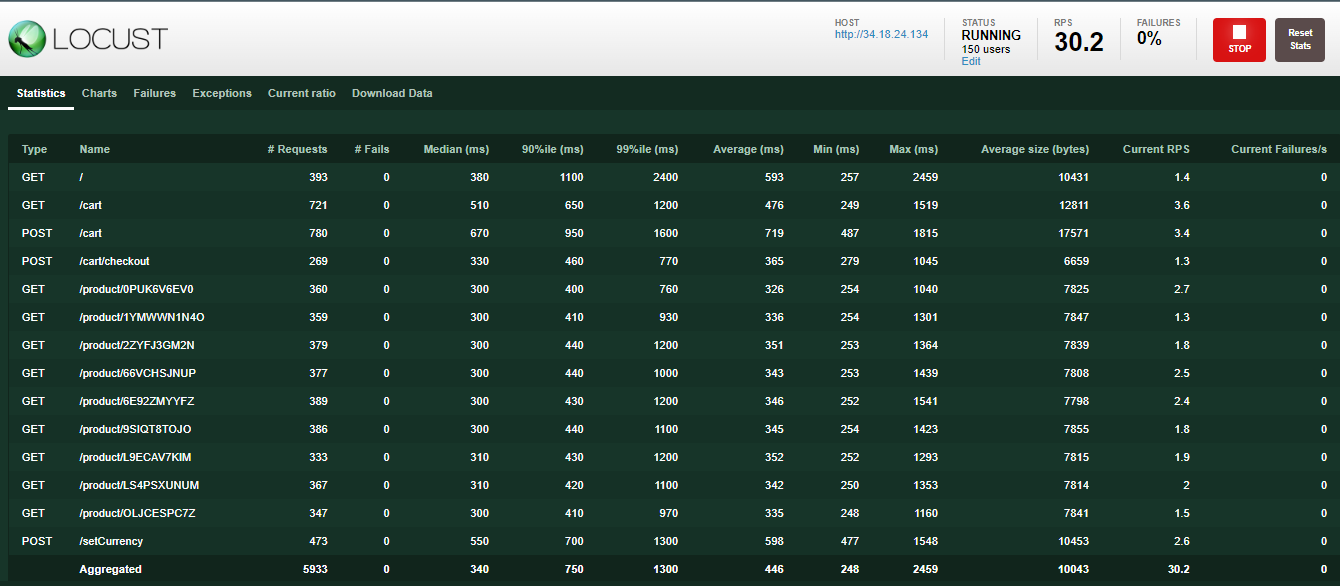 LOCUST
HOST
http://34.18.24.134
STATUS
RUNNING
150 users
Edit
RPS
30.2
FAILURES
0%
STOP
Reset
Stats
Statistics Charts Failures Exceptions Current ratio Download Data
Type Name # Requests # Fails Median (ms) 90%ile (ms) 99%ile (ms) Average (ms) Min (ms) Max (ms) Average size (bytes) Current RPS Current Failures/s
GET / 393 0 380 1100 2400 593 257 2459 10431 1.4 0
GET /cart 721 0 510 650 1200 476 249 1519 12811 3.6 0
POST /cart 780 0 670 950 1600 719 487 1815 17571 3.4 0
POST /cart/checkout 269 0 330 460 770 365 279 1045 6659 1.3 0
GET /product/0PUK6V6EV0 360 0 300 400 760 326 254 1040 7825 2.7 0
GET /product/1YMWWN1N4O 359 0 300 410 930 336 254 1301 7847 1.3 0
GET /product/2ZYFJ3GM2N 379 0 300 440 1200 351 253 1364 7839 1.8 0
GET /product/66VCHSJNUP 377 0 300 440 1000 343 253 1439 7808 2.5 0
GET /product/6E92ZMYYFZ 389 0 300 430 1200 346 252 1541 7798 2.4 0
GET /product/9SIQT8TOJO 386 0 300 440 1100 345 254 1423 7855 1.8 0
GET /product/L9ECAV7KIM 333 0 310 430 1200 352 252 1293 7815 1.9 0
GET /product/LS4PSXUNUM 367 0 310 420 1100 342 250 1353 7814 2 0
GET /product/OLJCESPC7Z 347 0 300 410 970 335 248 1160 7841 1.5 0
POST /setCurrency 473 0 550 700 1300 598 477 1548 10453 2.6 0
Aggregated 5933 0 340 750 1300 446 248 2459 10043 30.2 0